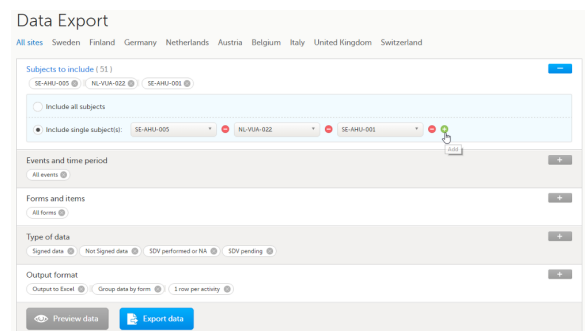 Data Export
All sites Sweden Finland Germany Netherlands Austria Belgium Italy United Kingdom Switzerland
Subjects to include ( 51 )
SE-AHU-005 NL-VUA-022 SE-AHU-001
Include all subjects
Include single subject(s): SE-AHU-005 NL-VUA-022 SE-AHU-001
Add
Events and time period
All events
Forms and items
All forms
Type of data
Signed data Not Signed data SDV performed or NA SDV pending
Output format
Output to Excel Group data by form 1 row per activity
Preview data Export data